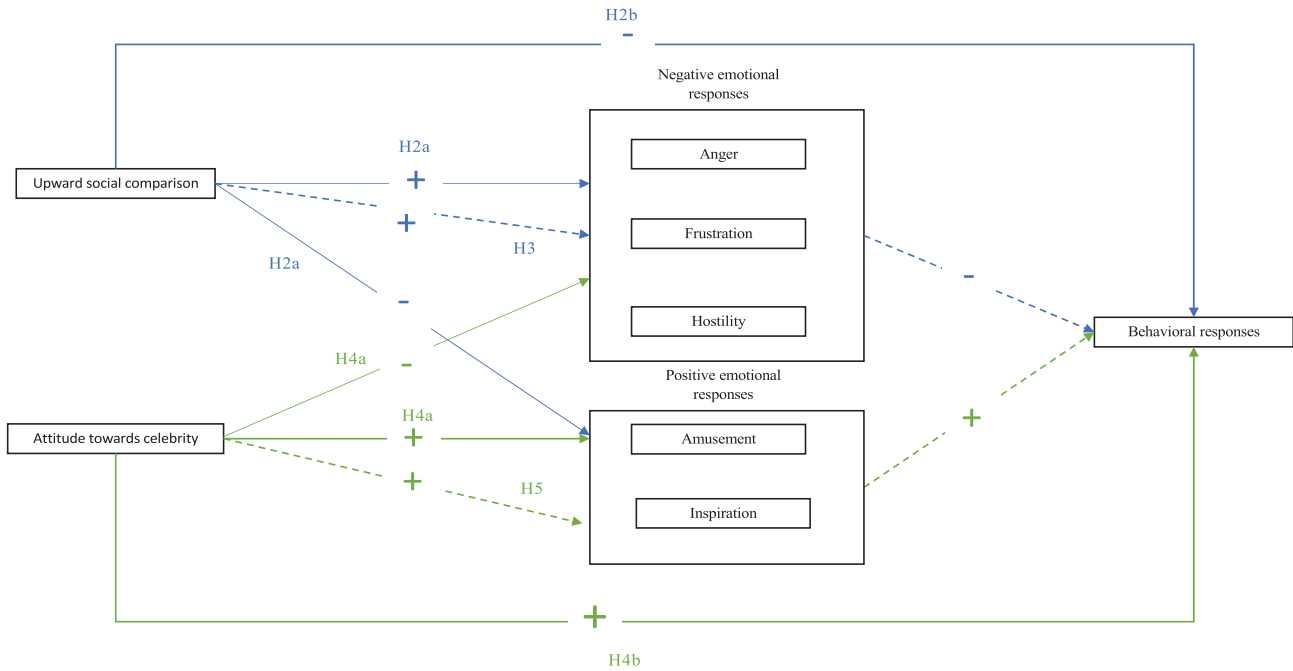 H2b
-
Negative emotional
responses
H2a
Anger
+
Upward social comparison
+
Frustration
H3
H2a
-
-
Hostility
Behavioral responses
H4a
-
Positive emotional
responses
H4a
+
Attitude towards celebrity
+
Amusement
+
H5
Inspiration
+
H4b